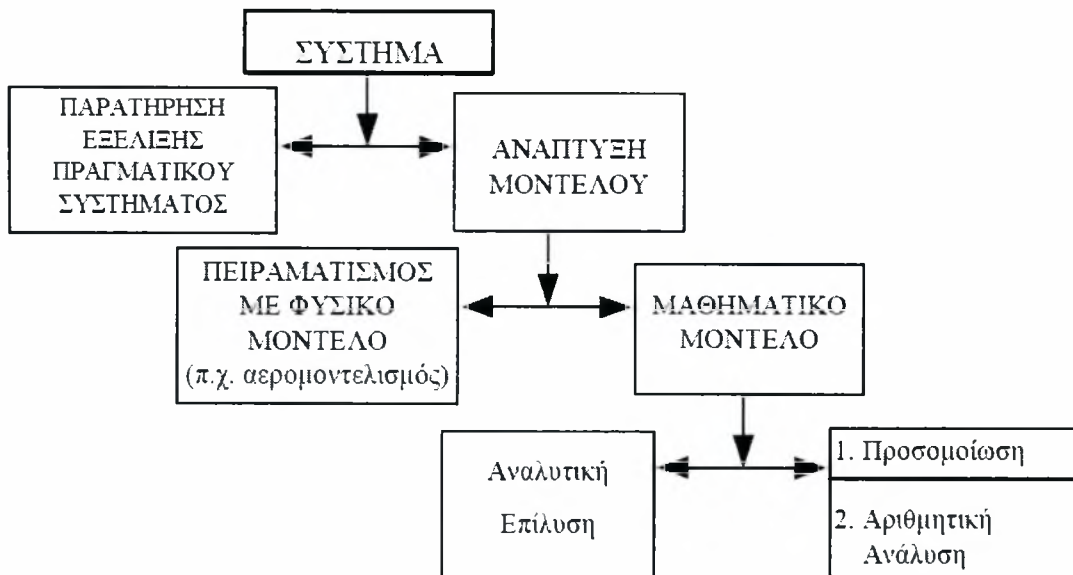 ΣΥΣΤΗΜΑ
ΠΑΡΑΤΗΡΗΣΗ
ΕΞΕΛΙΞΗΣ
ΠΡΑΓΜΑΤΙΚΟΥ
ΣΥΣΤΗΜΑΤΟΣ
ΑΝΑΠΤΥΞΗ
ΜΟΝΤΕΛΟΥ
ΠΕΙΡΑΜΑΤΙΣΜΟΣ
ΜΕ ΦΥΣΙΚΟ
ΜΟΝΤΕΛΟ
(π.χ. αερομοντελισμός)
ΜΑΘΗΜΑΤΙΚΟ
ΜΟΝΤΕΛΟ
Αναλυτική
Επίλυση
1. Προσομοίωση
2. Αριθμητική
Ανάλυση